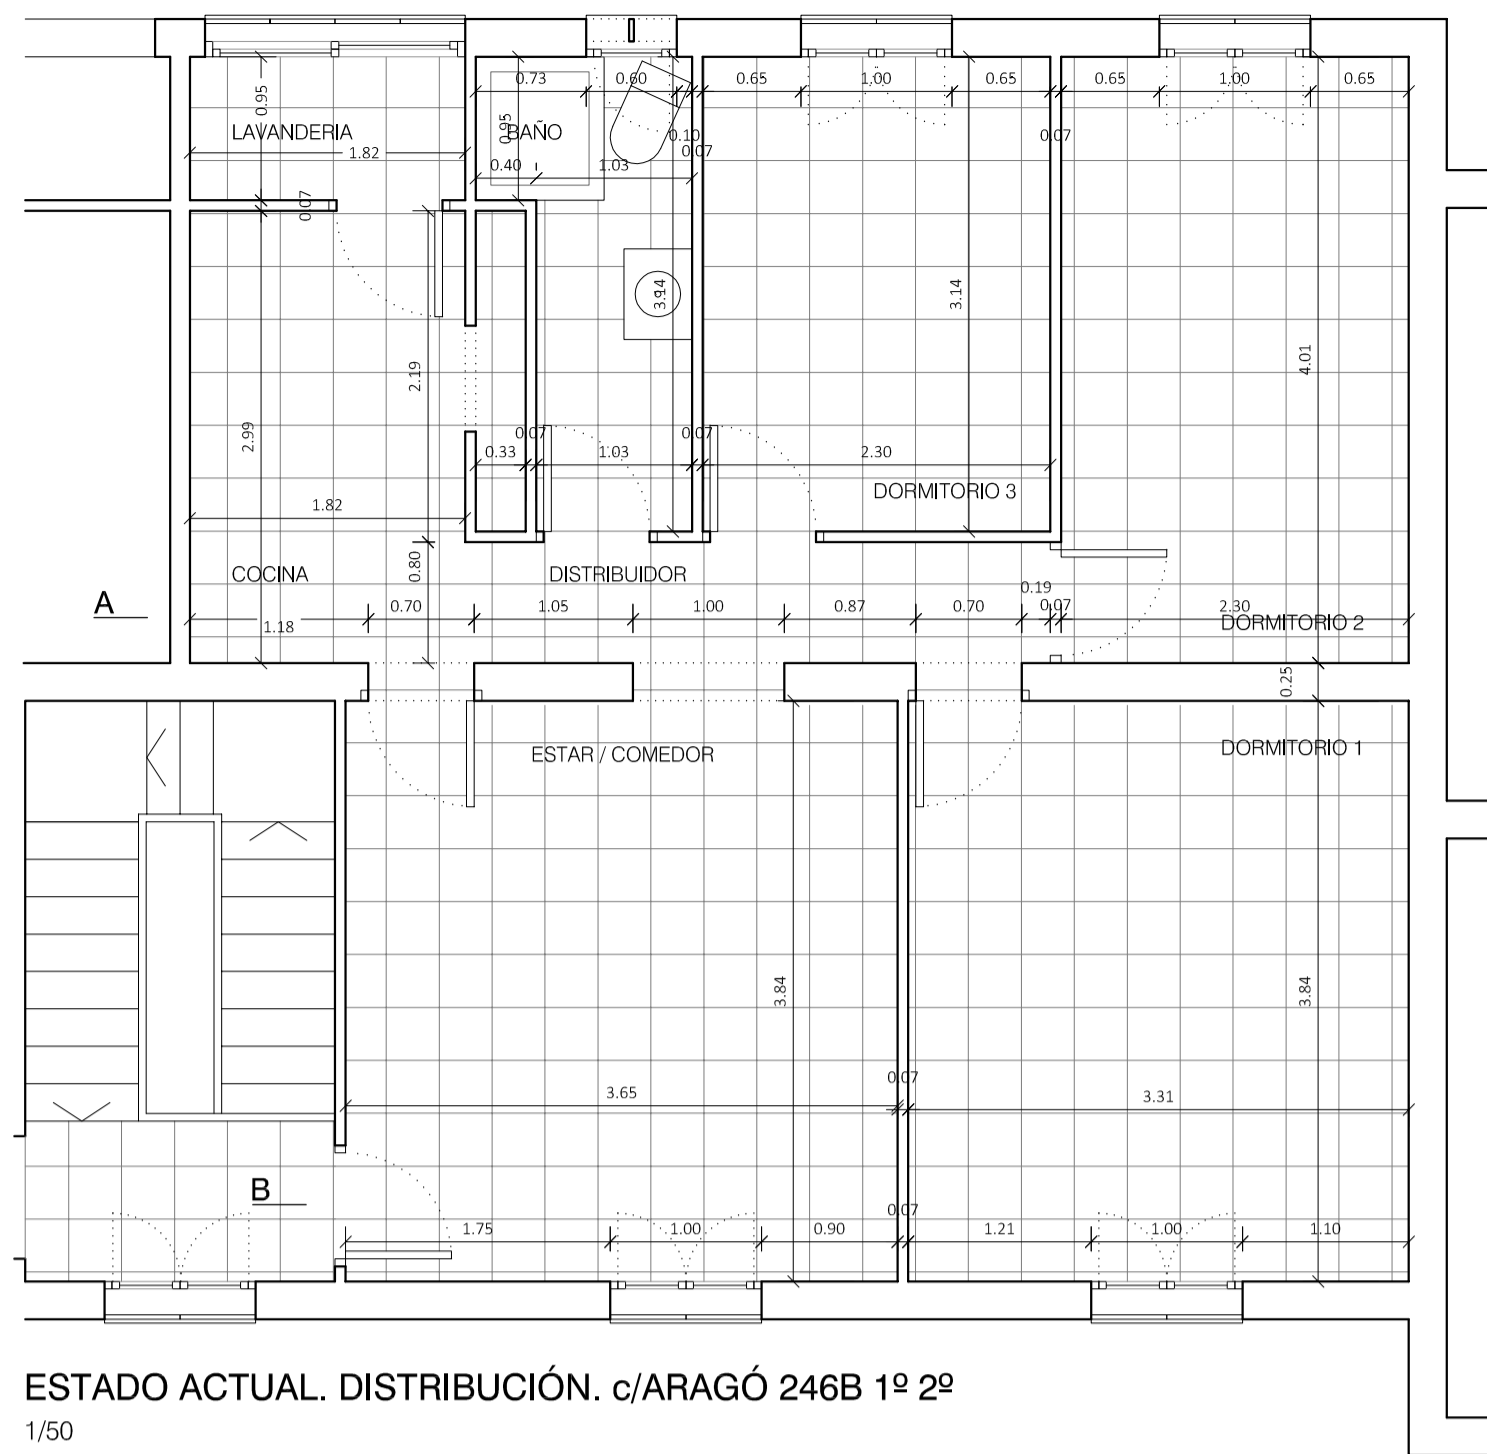 0.73 0.60 0.65 1.00 0.65 0.65 1.00 0.65
0.95
LAVANDERIA
0.95
BAÑO
0.10
0.07
0.07
1.82
0.40 1.03
0.07
3.14
3.14
4.01
2.19
2.99
0.07
0.07
0.33 1.03 2.30
DORMITORIO 3
1.82
0.80
COCINA
DISTRIBUIDOR
A
0.70 1.05 1.00 0.87 0.70
0.19
0.07
2.30
1.18
DORMITORIO 2
0.25
ESTAR / COMEDOR
DORMITORIO 1
3.84
3.84
0.07
3.65
3.31
B
0.07
1.75 1.00 0.90 1.21 1.00 1.10
ESTADO ACTUAL. DISTRIBUCIÓN. c/ARAGÓ 246B 1º 2º
1/50